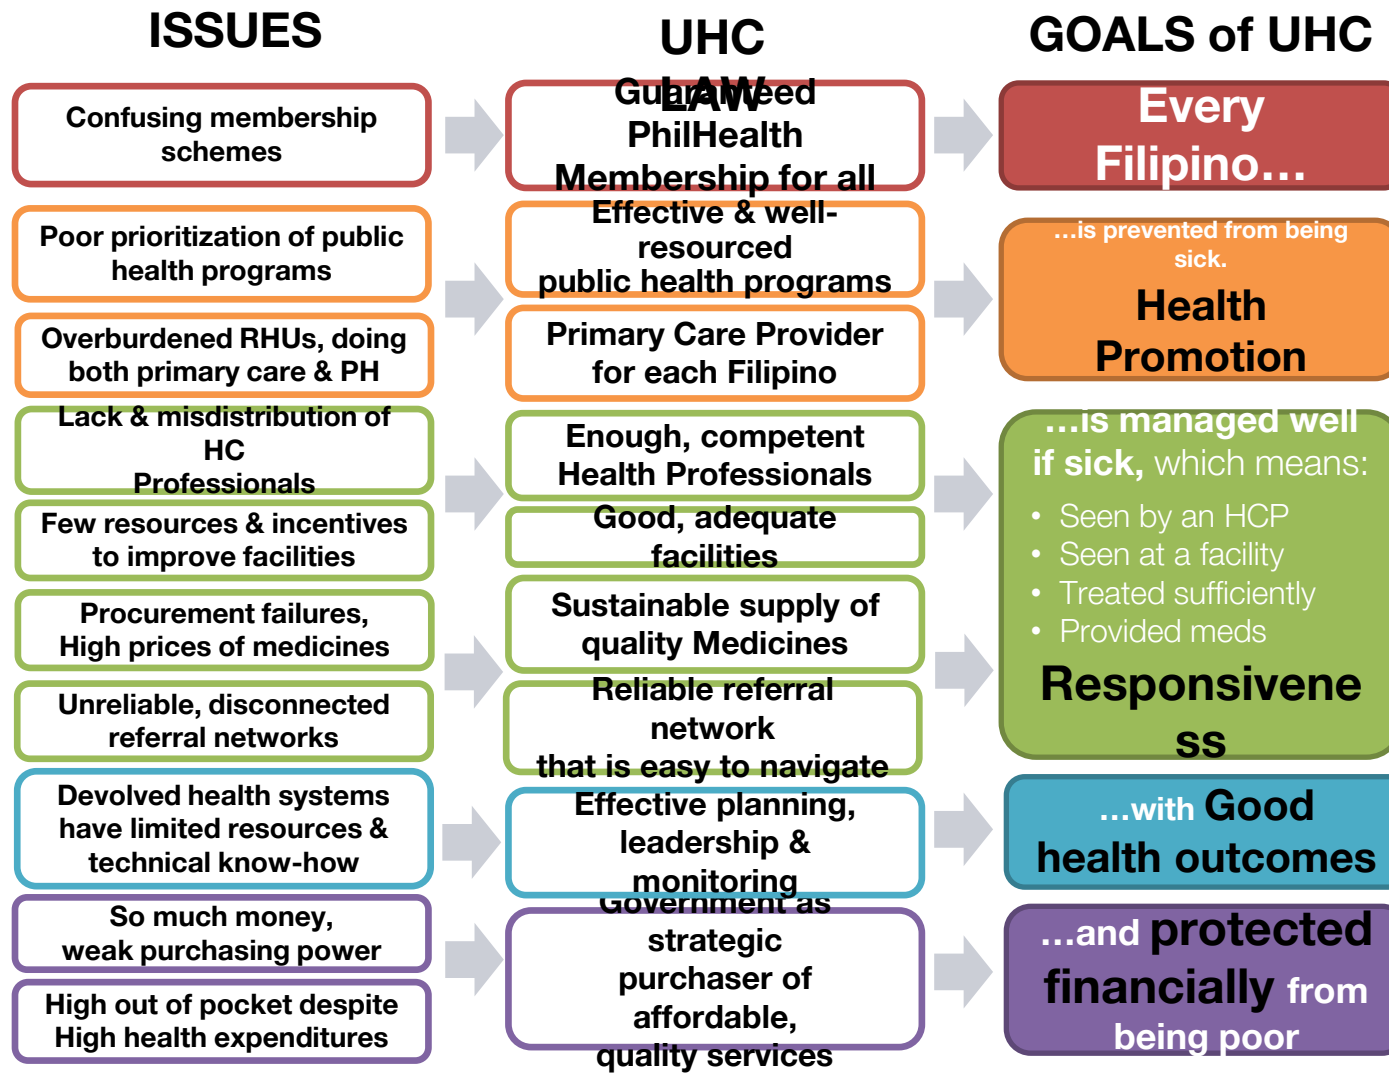 ISSUES
UHC
LAW
GOALS of UHC
Confusing membership
schemes
Guaranteed
PhilHealth
Membership for all
Every
Filipino…
Poor prioritization of public
health programs
Effective & well-
resourced
public health programs
…is prevented from being
sick.
Health
Promotion
Overburdened RHUs, doing
both primary care & PH
Primary Care Provider
for each Filipino
Lack & misdistribution of
HC
Professionals
Enough, competent
Health Professionals
…is managed well
if sick, which means:
• Seen by an HCP
• Seen at a facility
• Treated sufficiently
• Provided meds
Responsivene
ss
Few resources & incentives
to improve facilities
Good, adequate
facilities
Procurement failures,
High prices of medicines
Sustainable supply of
quality Medicines
Unreliable, disconnected
referral networks
Reliable referral
network
that is easy to navigate
Devolved health systems
have limited resources &
technical know-how
Effective planning,
leadership &
monitoring
…with Good
health outcomes
So much money,
weak purchasing power
Government as
strategic
purchaser of
affordable,
quality services
…and protected
financially from
being poor
High out of pocket despite
High health expenditures